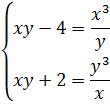 xy − 4 = x³/y
xy + 2 = y³/x